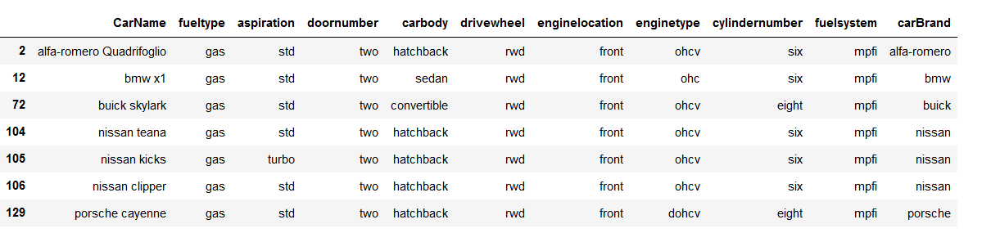 CarName fueltype aspiration doornumber carbody drivewheel enginelocation enginetype cylindernumber fuelsystem carBrand
2 alfa-romero Quadrifoglio gas std two hatchback rwd front ohcv six mpfi alfa-romero
12 bmw x1 gas std two sedan rwd front ohc six mpfi bmw
72 buick skylark gas std two convertible rwd front ohcv eight mpfi buick
104 nissan teana gas std two hatchback rwd front ohcv six mpfi nissan
105 nissan kicks gas turbo two hatchback rwd front ohcv six mpfi nissan
106 nissan clipper gas std two hatchback rwd front ohcv six mpfi nissan
129 porsche cayenne gas std two hatchback rwd front dohcv eight mpfi porsche